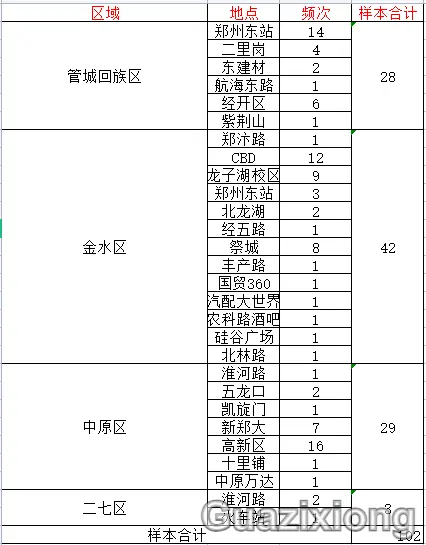 区域 地点 频次 样本合计
管城回族区 郑州东站 14 28
二里岗 4
东建材 2
航海东路 1
经开区 6
紫荆山 1
金水区 郑汴路 1 42
CBD 12
龙子湖校区 9
郑州东站 3
北龙湖 2
经五路 1
祭城 8
丰产路 1
国贸360 1
汽配大世界 1
农科路酒吧 1
硅谷广场 1
北林路 1
中原区 淮河路 1 29
五龙口 2
凯旋门 1
新郑大 7
高新区 16
十里铺 1
中原万达 1
二七区 淮河路 2 3
火车站 1
样本合计 102
Guazixiong